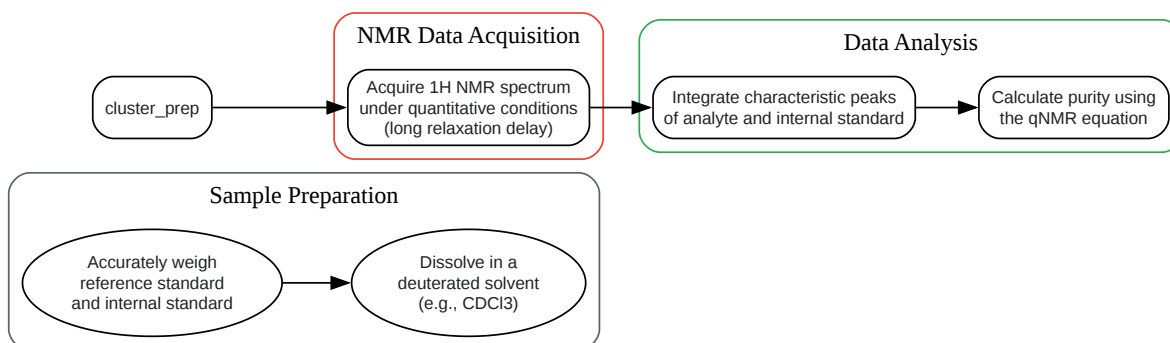 NMR Data Acquisition
Data Analysis
cluster_prep
Acquire 1H NMR spectrum
under quantitative conditions
(long relaxation delay)
Integrate characteristic peaks
of analyte and internal standard
Calculate purity using
the qNMR equation
Sample Preparation
Accurately weigh
reference standard
and internal standard
Dissolve in a
deuterated solvent
(e.g., CDCl3)